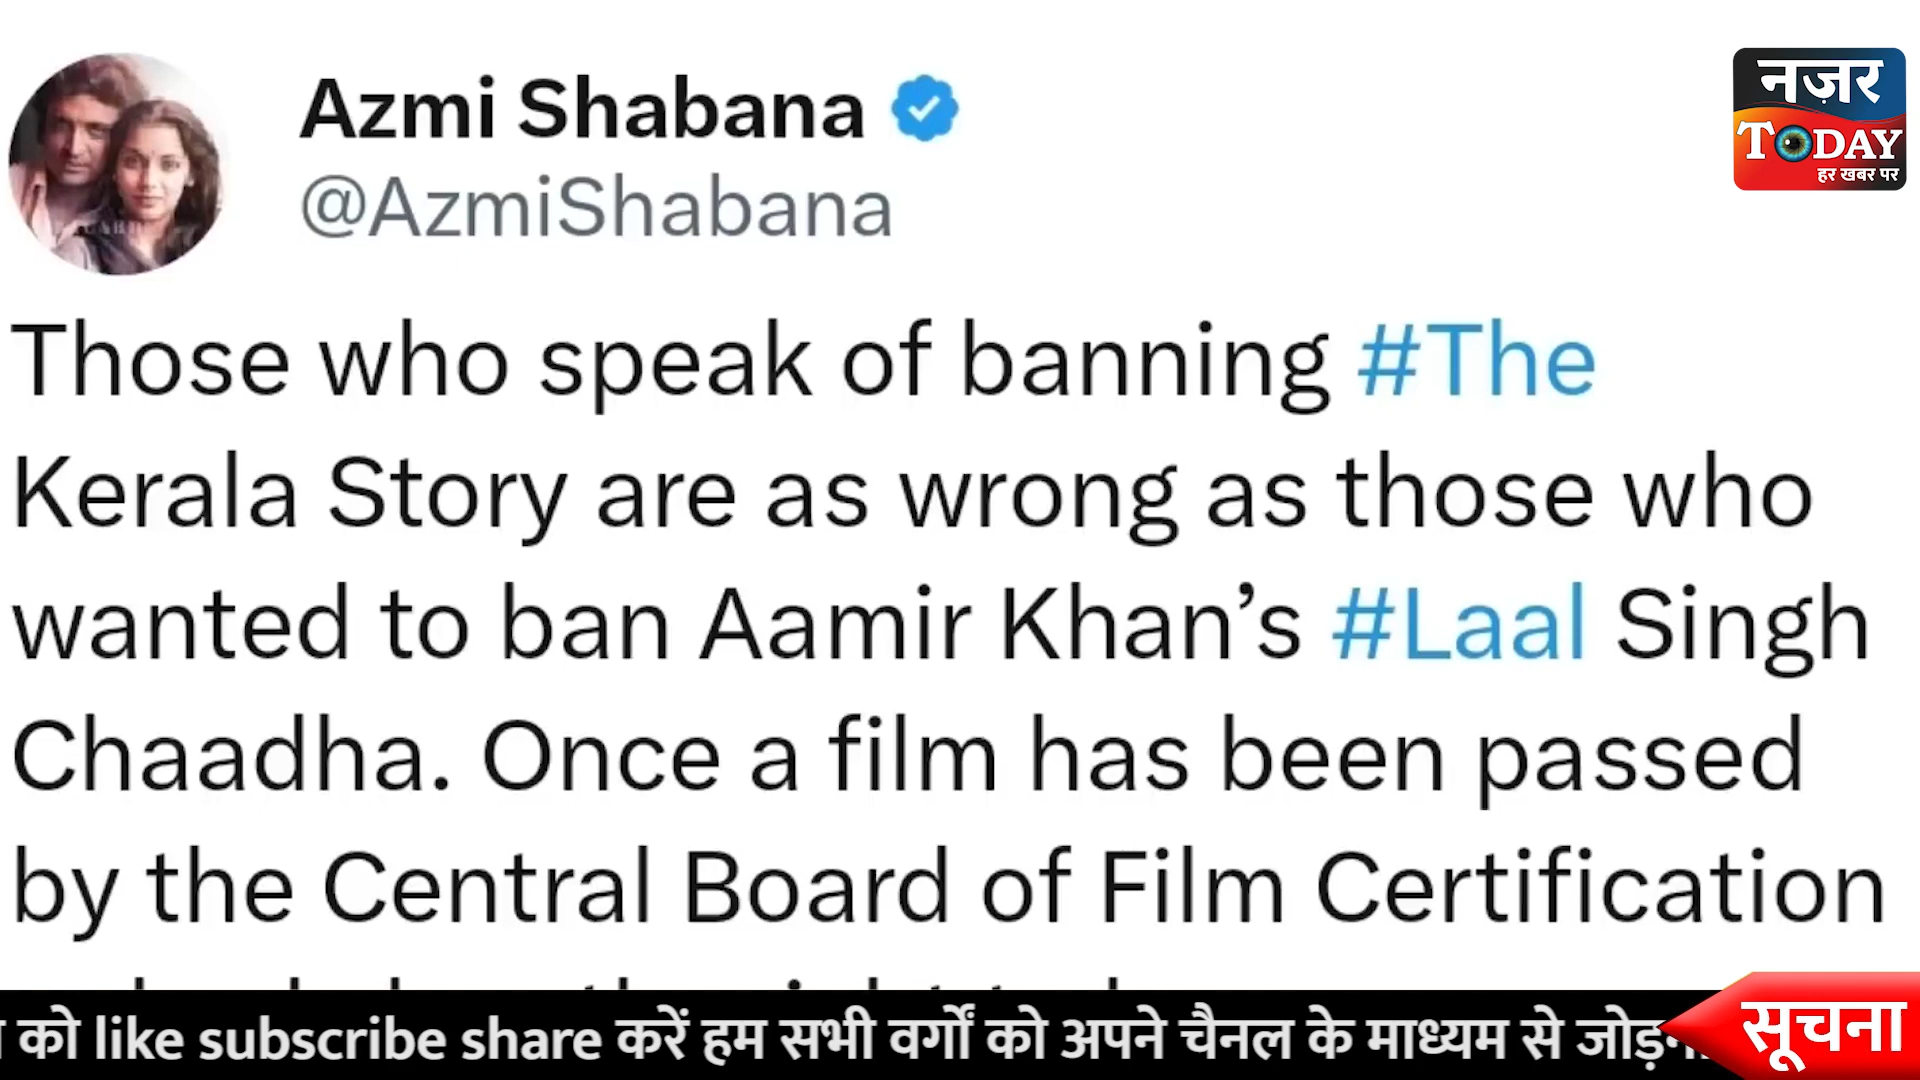 Azmi Shabana
@AzmiShabana
नज़र
TODAY
हर खबर पर
Those who speak of banning #The
Kerala Story are as wrong as those who
wanted to ban Aamir Khan’s #Laal Singh
Chaadha. Once a film has been passed
by the Central Board of Film Certification
को like subscribe share करें हम सभी वर्गों को अपने चैनल के माध्यम से
सूचना